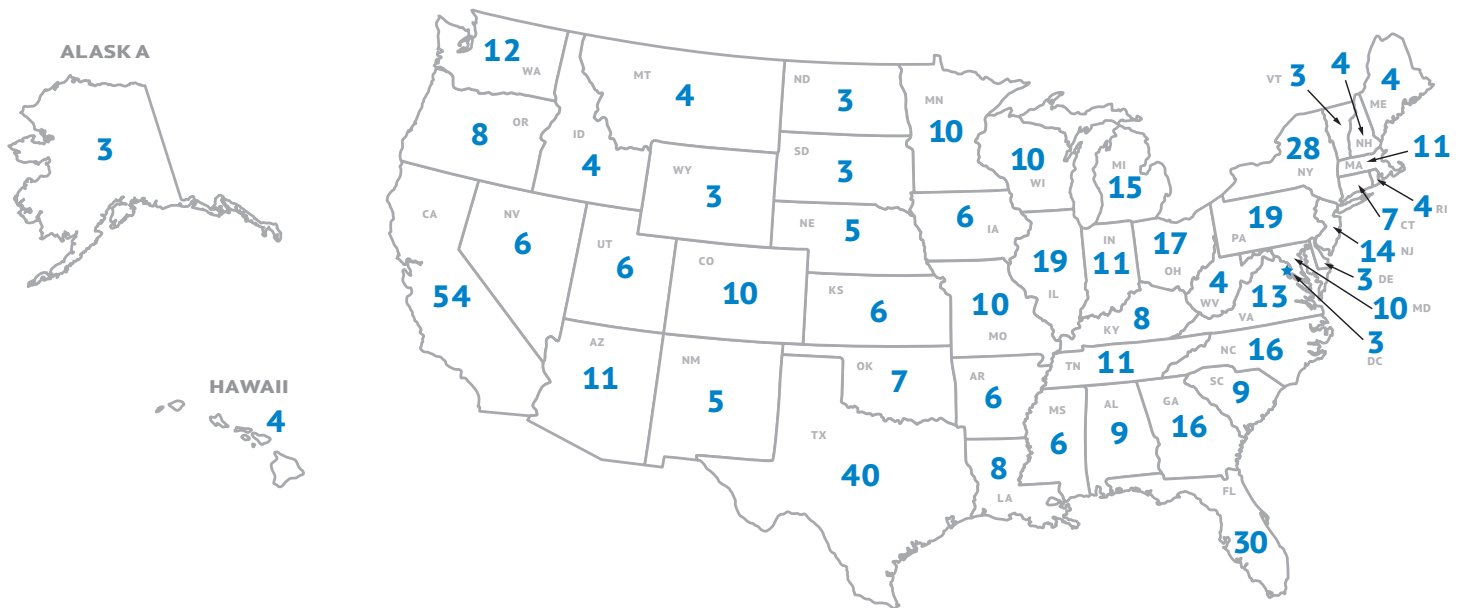 ALASKA
3
HAWAII
4
12
WA
8
OR
CA
54
NV
6
ID
4
MT
4
WY
3
UT
6
CO
10
AZ
11
NM
5
ND
3
SD
3
NE
5
KS
6
OK
7
TX
40
MN
10
6
IA
10
MO
AR
6
8
LA
10
WI
19
IL
MI
15
IN
11
17
OH
KY
8
TN
11
MS
6
AL
9
GA
16
FL
30
SC
9
NC
16
13
VA
4
WV
19
PA
28
NY
VT
3
4
NH
4
ME
MA
11
4
RI
7
CT
14
NJ
3
DE
10
MD
3
DC